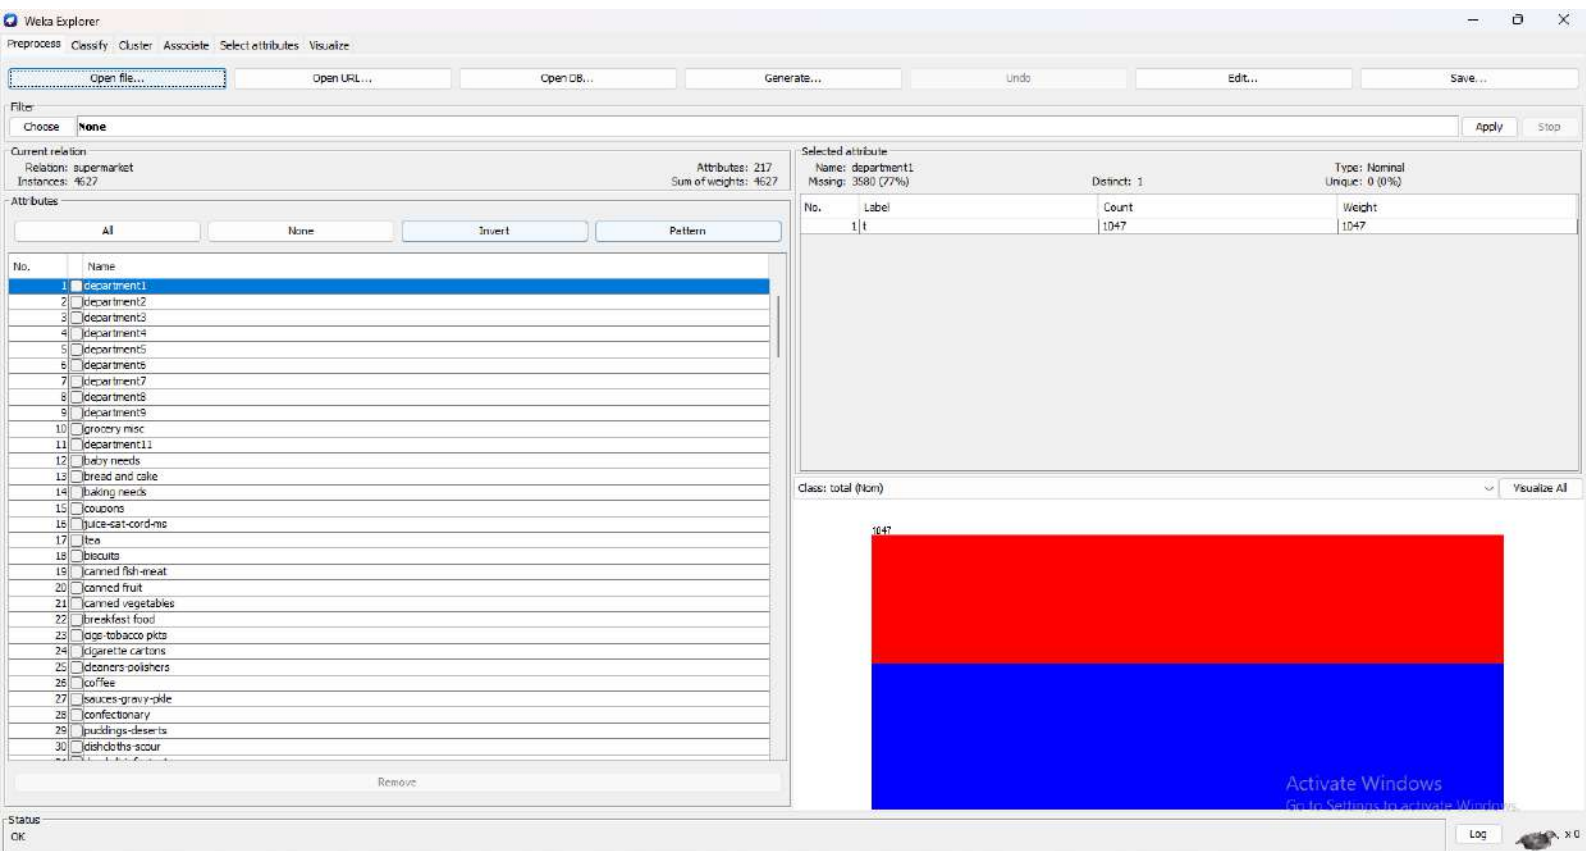 Weka Explorer
Preprocess Classify Cluster Associate Select attributes Visualize
Open file... Open URL... Open DB... Generate... Undo Edit... Save...
Filter
Choose None Apply Stop
Current relation
Relation: supermarket Attributes: 217
Instances: 4627 Sum of weights: 4627
Attributes
All None Invert Pattern
No. Name
1 department1
2 department2
3 department3
4 department4
5 department5
6 department6
7 department7
8 department8
9 department9
10 grocery misc
11 department11
12 baby needs
13 bread and cake
14 baking needs
15 coupons
16 juice-sat-cord-ms
17 tea
18 biscuits
19 canned fish-meat
20 canned fruit
21 canned vegetables
22 breakfast food
23 cigs-tobacco pkts
24 cigarette cartons
25 cleaners-polishers
26 coffee
27 sauces-gravy-pkle
28 confectionary
29 puddings-deserts
30 dishcloths-scour
Remove
Selected attribute
Name: department1 Type: Nominal
Missing: 3580 (77%) Distinct: 1 Unique: 0 (0%)
No. Label Count Weight
1 t 1047 1047
Class: total (Nom) Visualize All
1047
Activate Windows
Go to Settings to activate Windows.
Status
OK
Log x 0